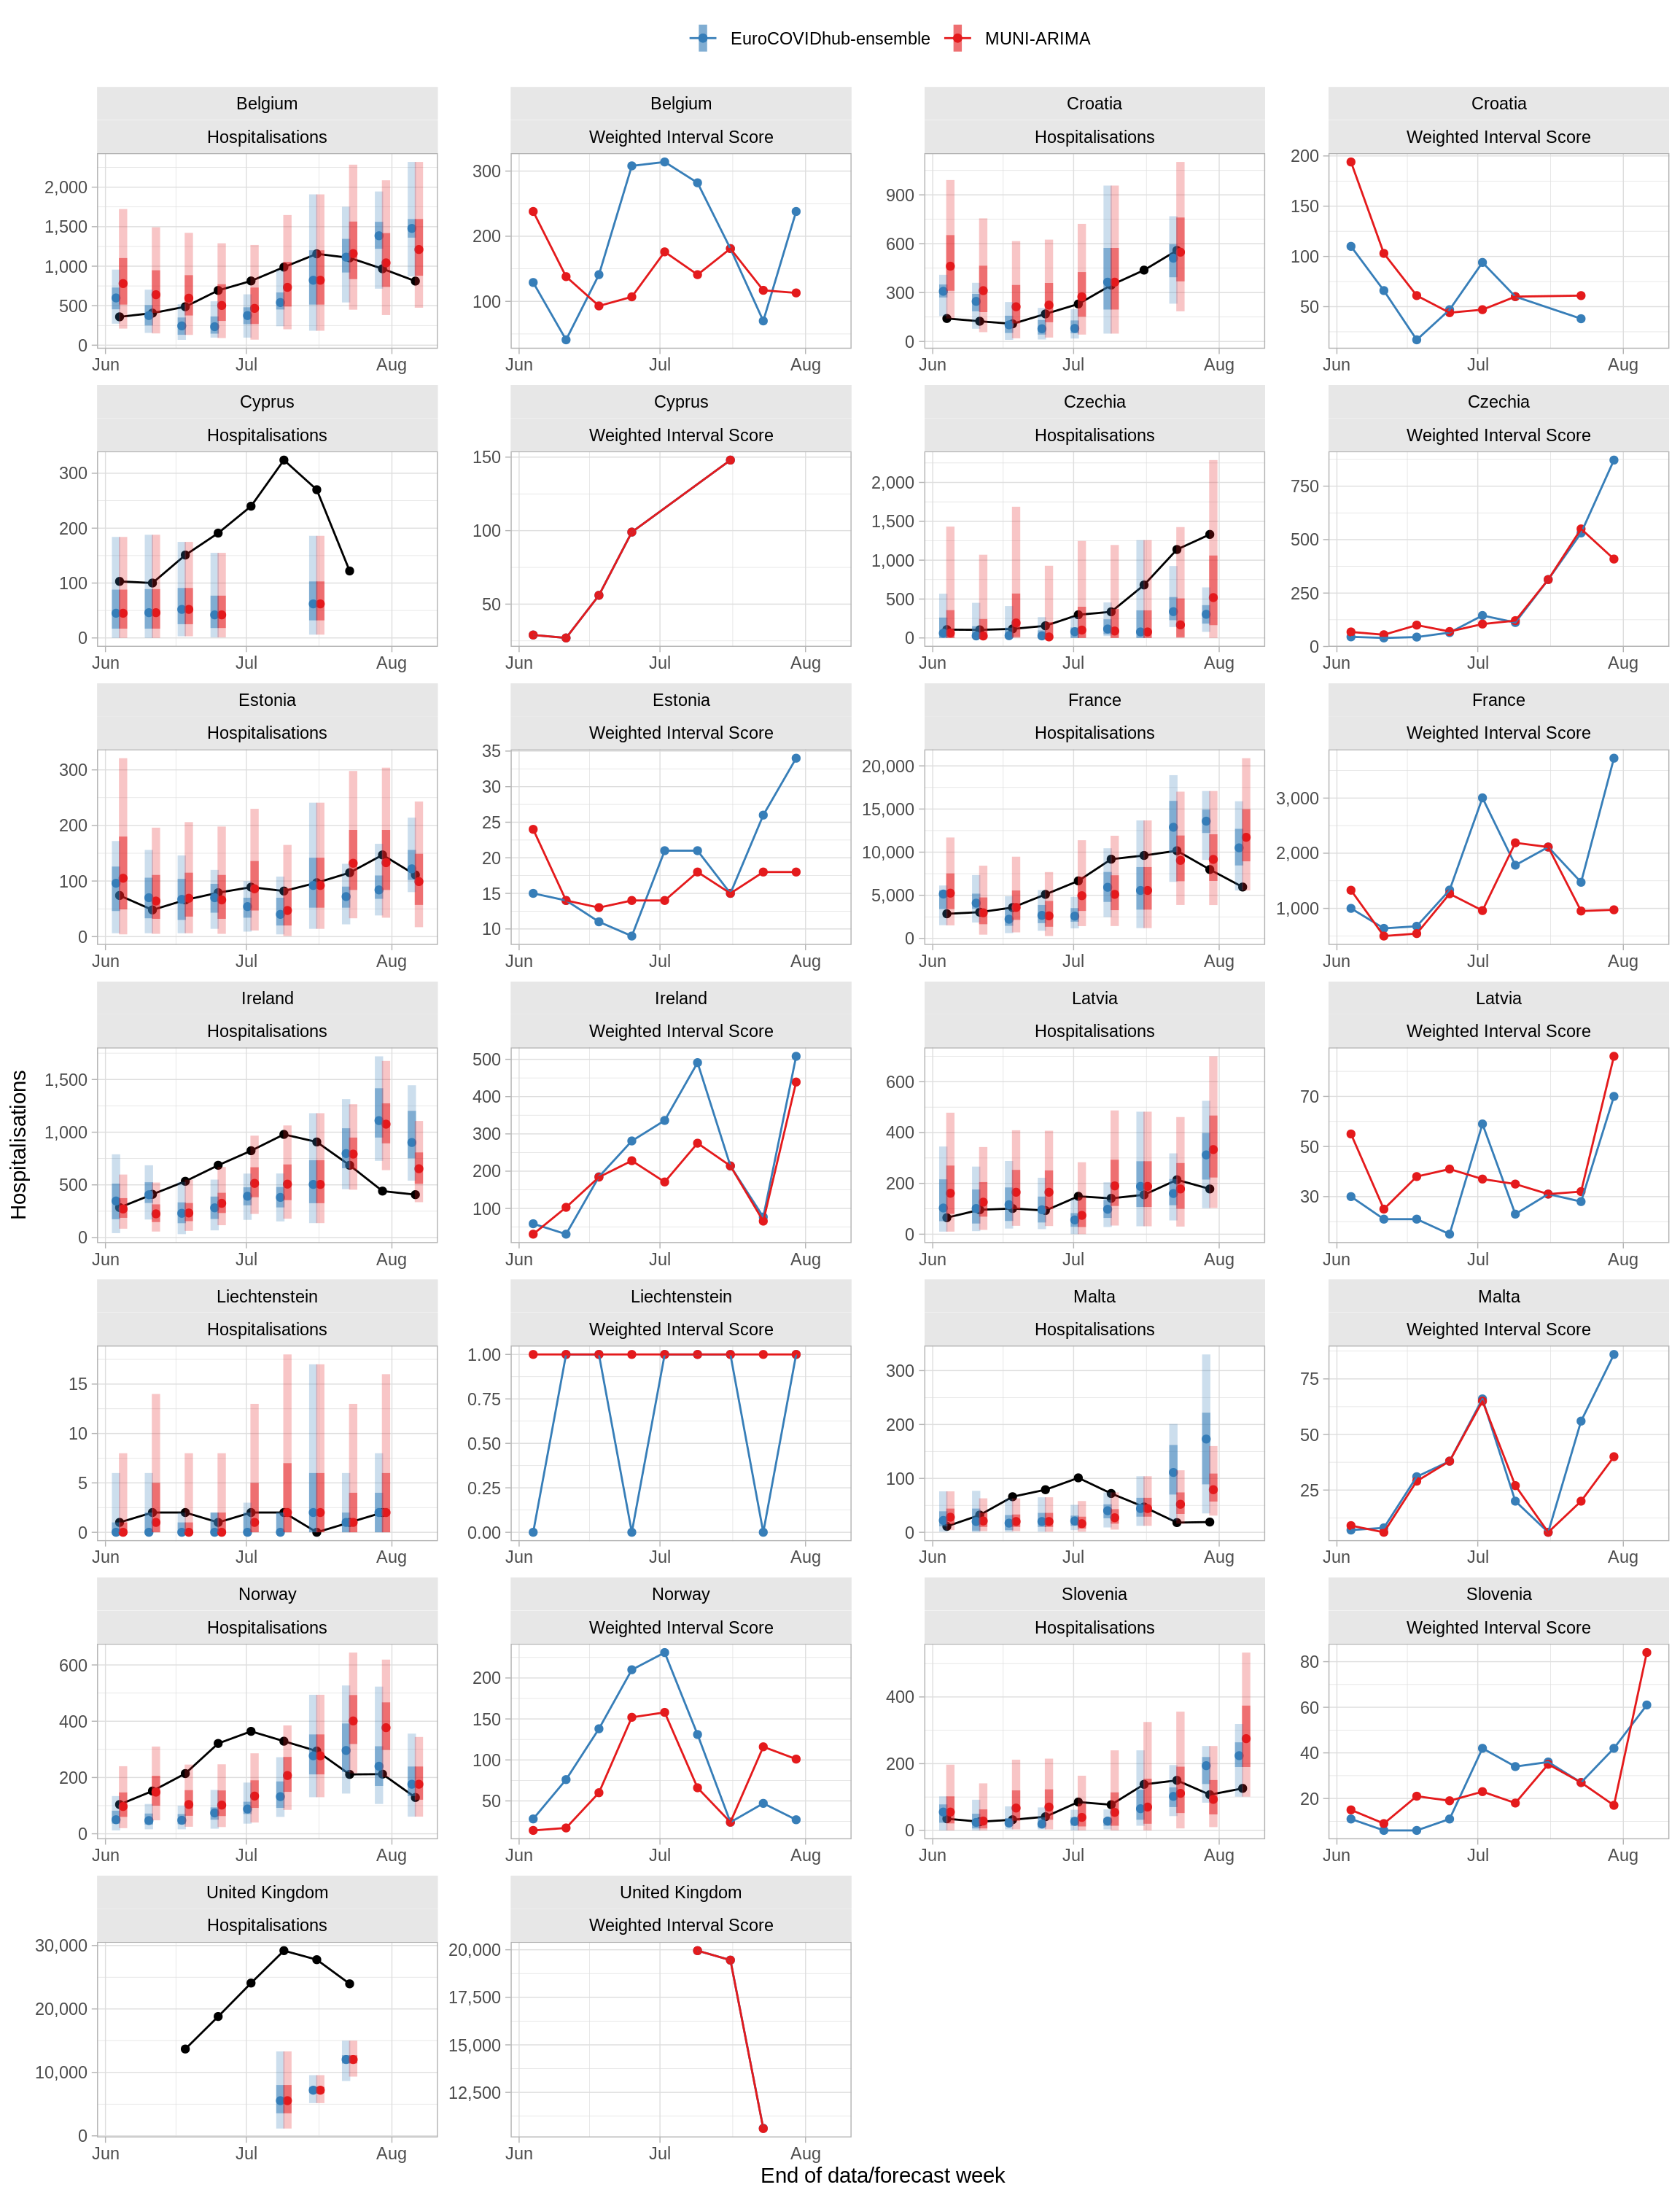 EuroCOVIDhub-ensemble MUNI-ARIMA
Belgium Belgium Croatia Croatia
Hospitalisations Weighted Interval Score Hospitalisations Weighted Interval Score
2,000 1,500 1,000 500 0 300 200 100 900 600 300 0 200 150 100 50
Jun Jul Aug Jun Jul Aug Jun Jul Aug Jun Jul Aug
Cyprus Cyprus Czechia Czechia
Hospitalisations Weighted Interval Score Hospitalisations Weighted Interval Score
300 200 100 0 150 100 50 2,000 1,500 1,000 500 0 750 500 250 0
Jun Jul Aug Jun Jul Aug Jun Jul Aug Jun Jul Aug
Estonia Estonia France France
Hospitalisations Weighted Interval Score Hospitalisations Weighted Interval Score
300 200 100 0 35 30 25 20 15 10 20,000 15,000 10,000 5,000 0 3,000 2,000 1,000
Jun Jul Aug Jun Jul Aug Jun Jul Aug Jun Jul Aug
Ireland Ireland Latvia Latvia
Hospitalisations Weighted Interval Score Hospitalisations Weighted Interval Score
1,500 1,000 500 0 500 400 300 200 100 600 400 200 0 70 50 30
Jun Jul Aug Jun Jul Aug Jun Jul Aug Jun Jul Aug
Liechtenstein Liechtenstein Malta Malta
Hospitalisations Weighted Interval Score Hospitalisations Weighted Interval Score
15 10 5 0 1.00 0.75 0.50 0.25 0.00 300 200 100 0 75 50 25
Jun Jul Aug Jun Jul Aug Jun Jul Aug Jun Jul Aug
Norway Norway Slovenia Slovenia
Hospitalisations Weighted Interval Score Hospitalisations Weighted Interval Score
600 400 200 0 200 150 100 50 400 200 0 80 60 40 20
Jun Jul Aug Jun Jul Aug Jun Jul Aug Jun Jul Aug
United Kingdom United Kingdom
Hospitalisations Weighted Interval Score
30,000 20,000 10,000 0 20,000 17,500 15,000 12,500
Jun Jul Aug Jun Jul Aug
Hospitalisations
End of data/forecast week